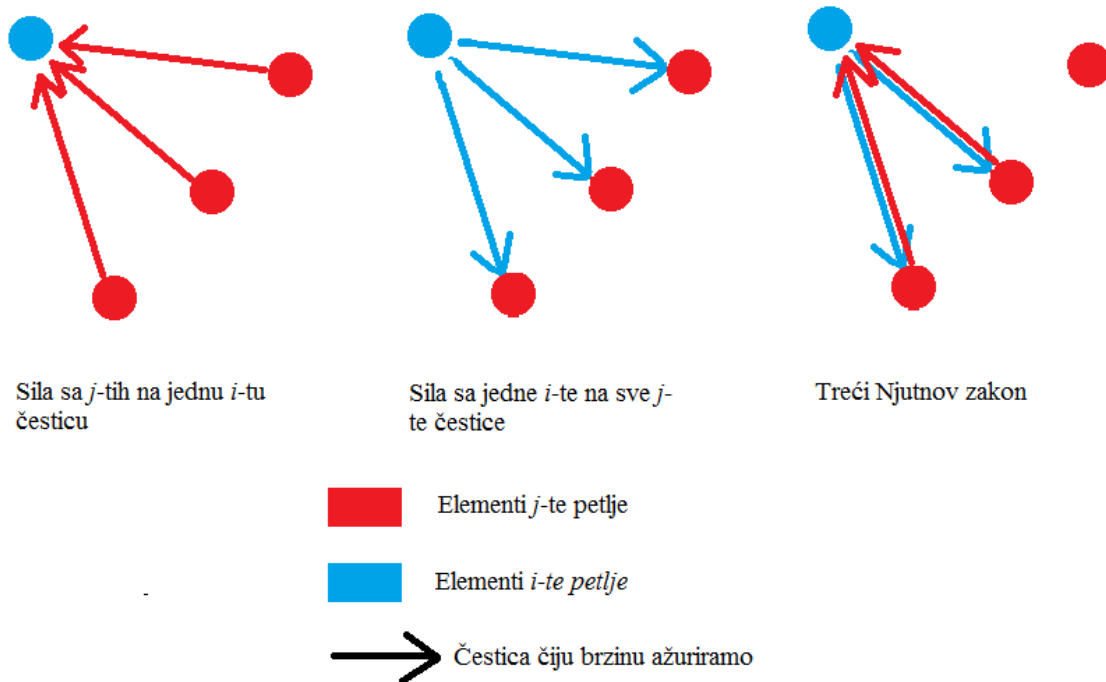 Sila sa j-tih na jednu i-tu
česticu
Sila sa jedne i-te na sve j-
te čestice
Treći Njutnov zakon
Elementi j-te petlje
Elementi i-te petlje
-
Čestica čiju brzinu ažuriramo